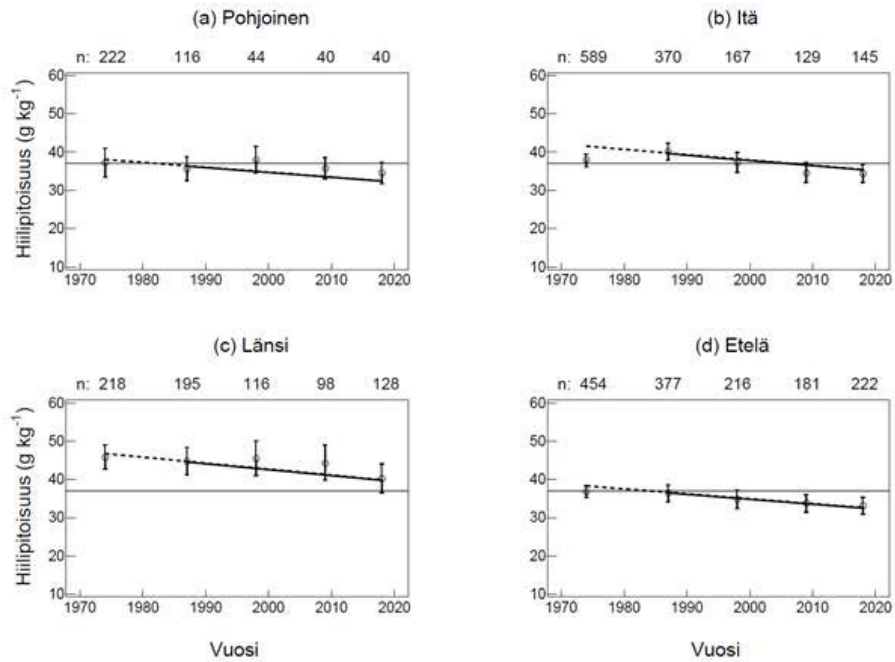 (a) Pohjoinen
n: 222 116 44 40 40
60
50
40
30
20
10
Hiilipitoisuus (g kg⁻¹)
1970 1980 1990 2000 2010 2020
(b) Itä
n: 589 370 167 129 145
60
50
40
30
20
10
1970 1980 1990 2000 2010 2020
(c) Länsi
n: 218 195 116 98 128
60
50
40
30
20
10
Hiilipitoisuus (g kg⁻¹)
1970 1980 1990 2000 2010 2020
Vuosi
(d) Etelä
n: 454 377 216 181 222
60
50
40
30
20
10
1970 1980 1990 2000 2010 2020
Vuosi